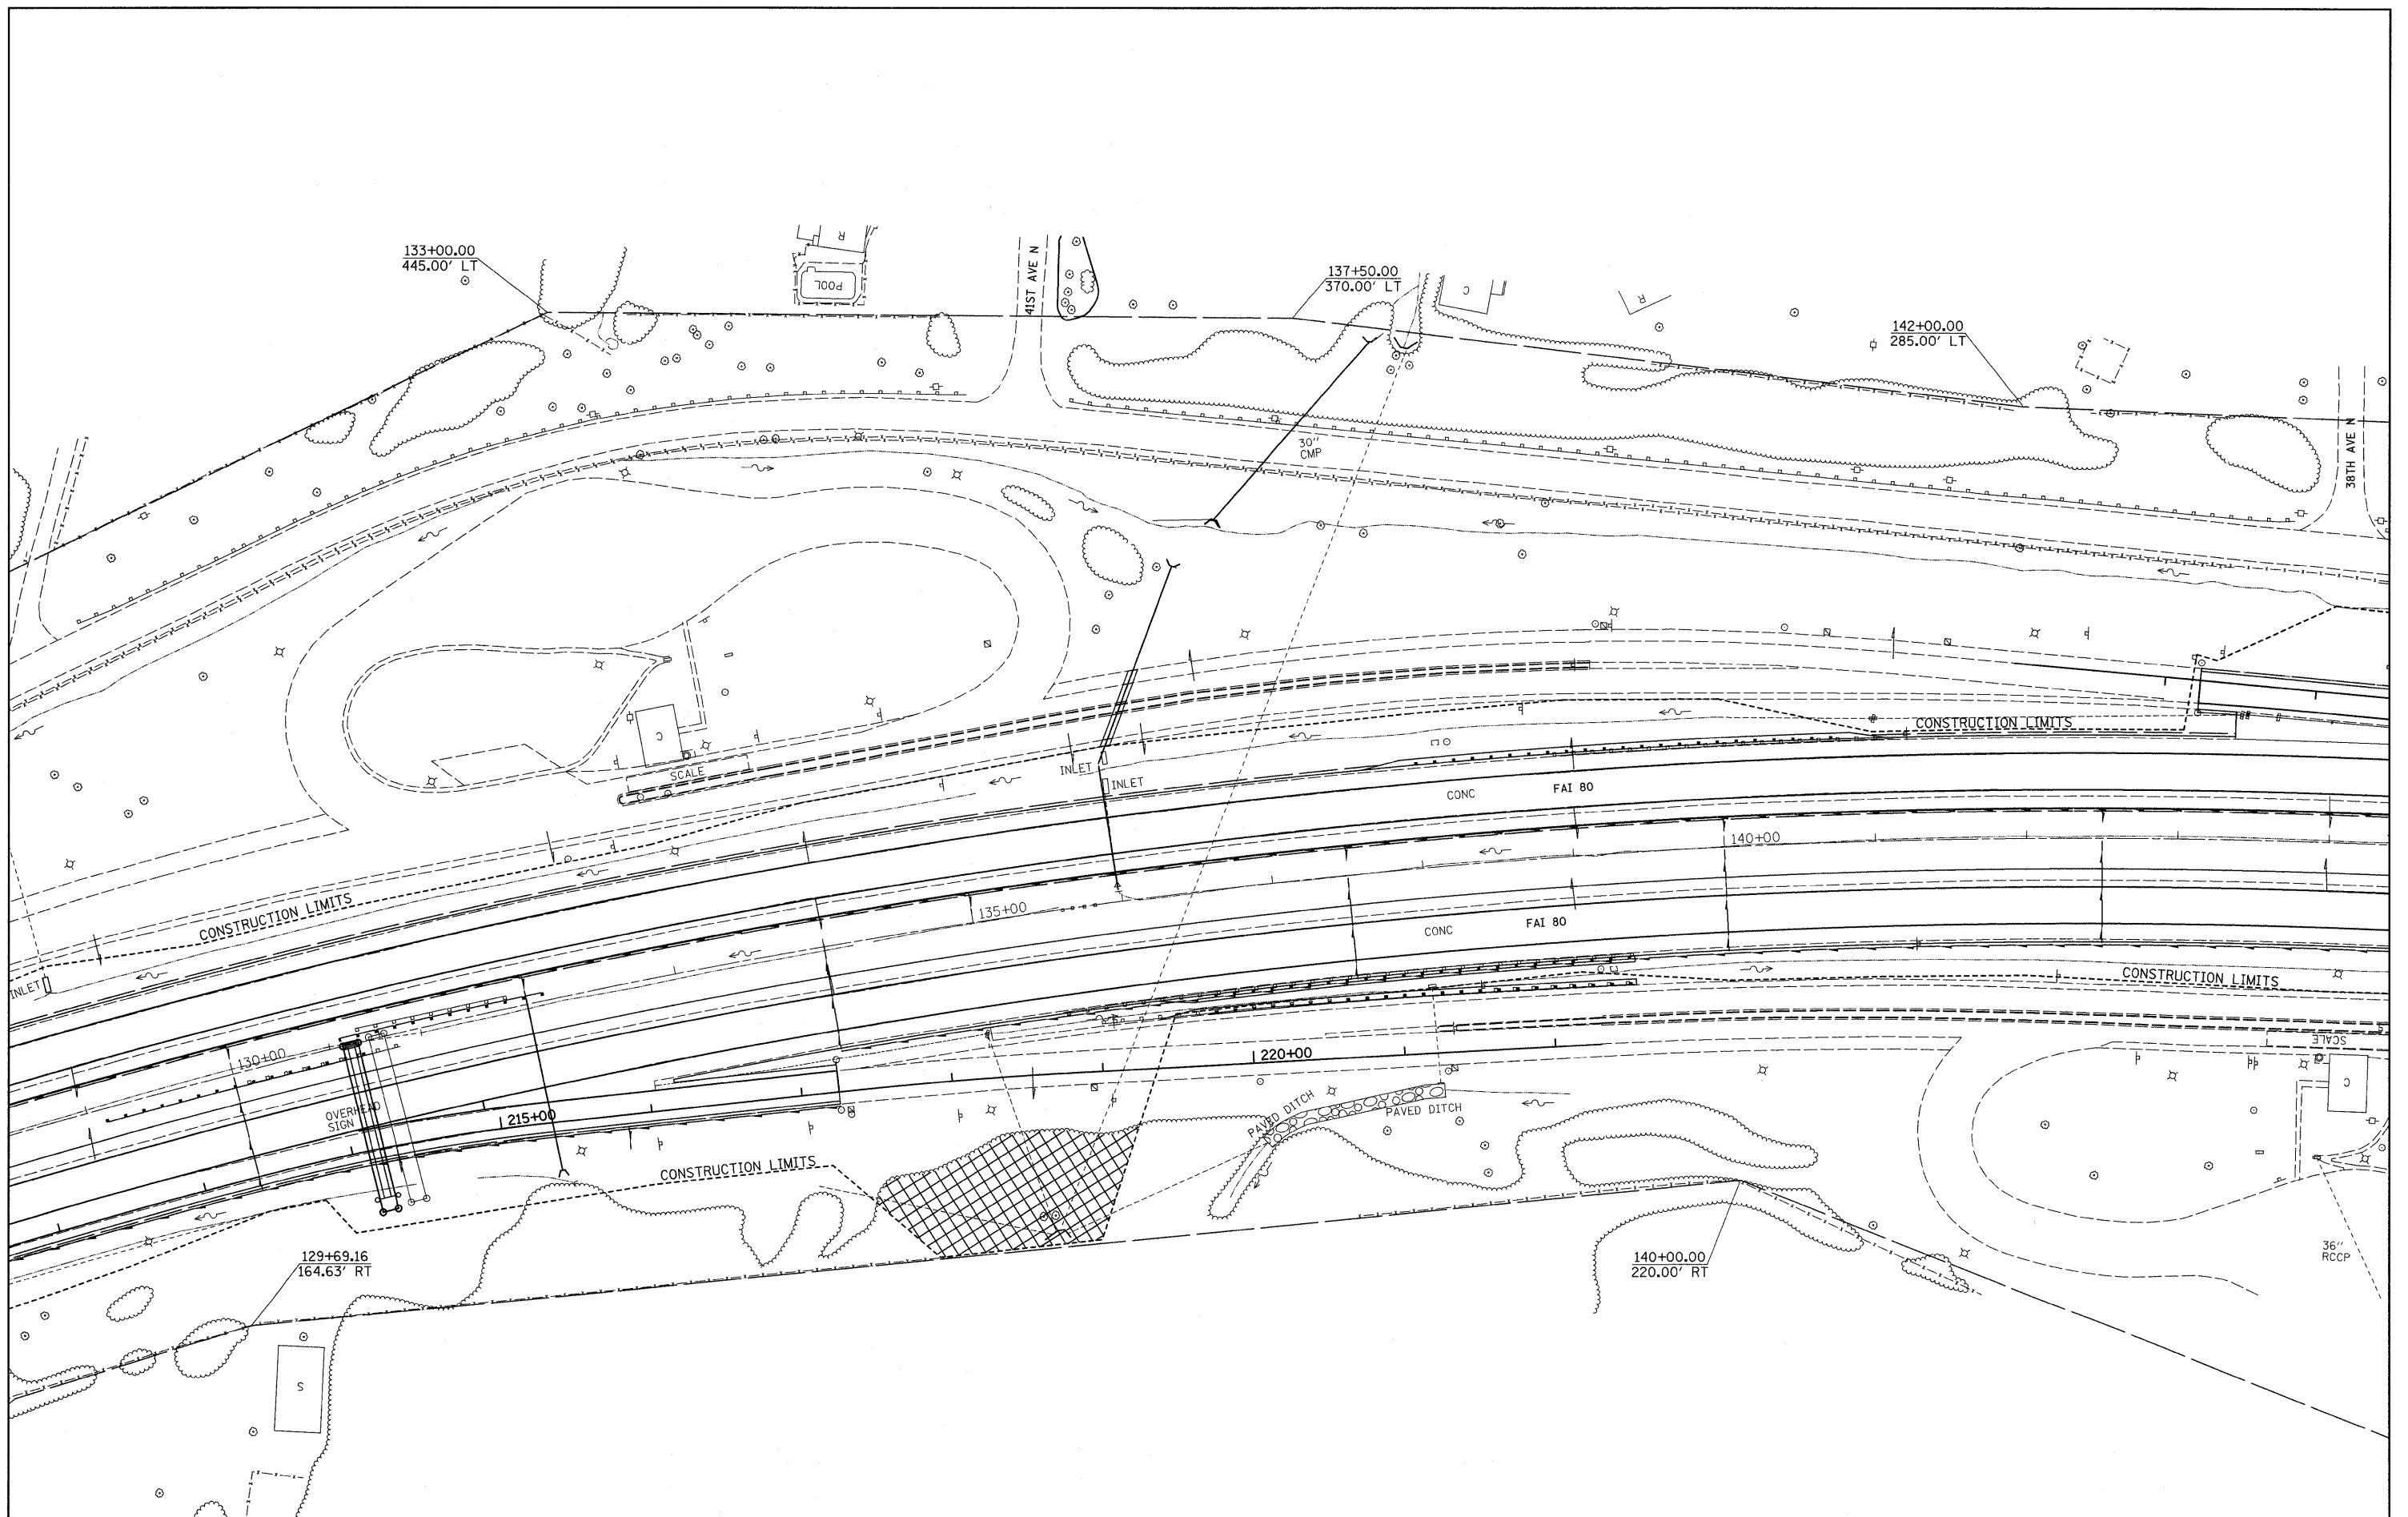 133+00.00
445.00' LT
R
POOL
41ST AVE N
137+50.00
370.00' LT
C
R
142+00.00
285.00' LT
38TH AVE N
30"
CMP
C
SCALE
INLET
INLET
CONSTRUCTION LIMITS
CONC
FAI 80
140+00
CONSTRUCTION LIMITS
135+00
CONC
FAI 80
INLET
CONSTRUCTION LIMITS
130+00
220+00
SCALE
C
OVERHEAD
SIGN
215+00
PAVED DITCH
PAVED DITCH
CONSTRUCTION LIMITS
129+69.16
164.63' RT
140+00.00
220.00' RT
36"
RCCP
S